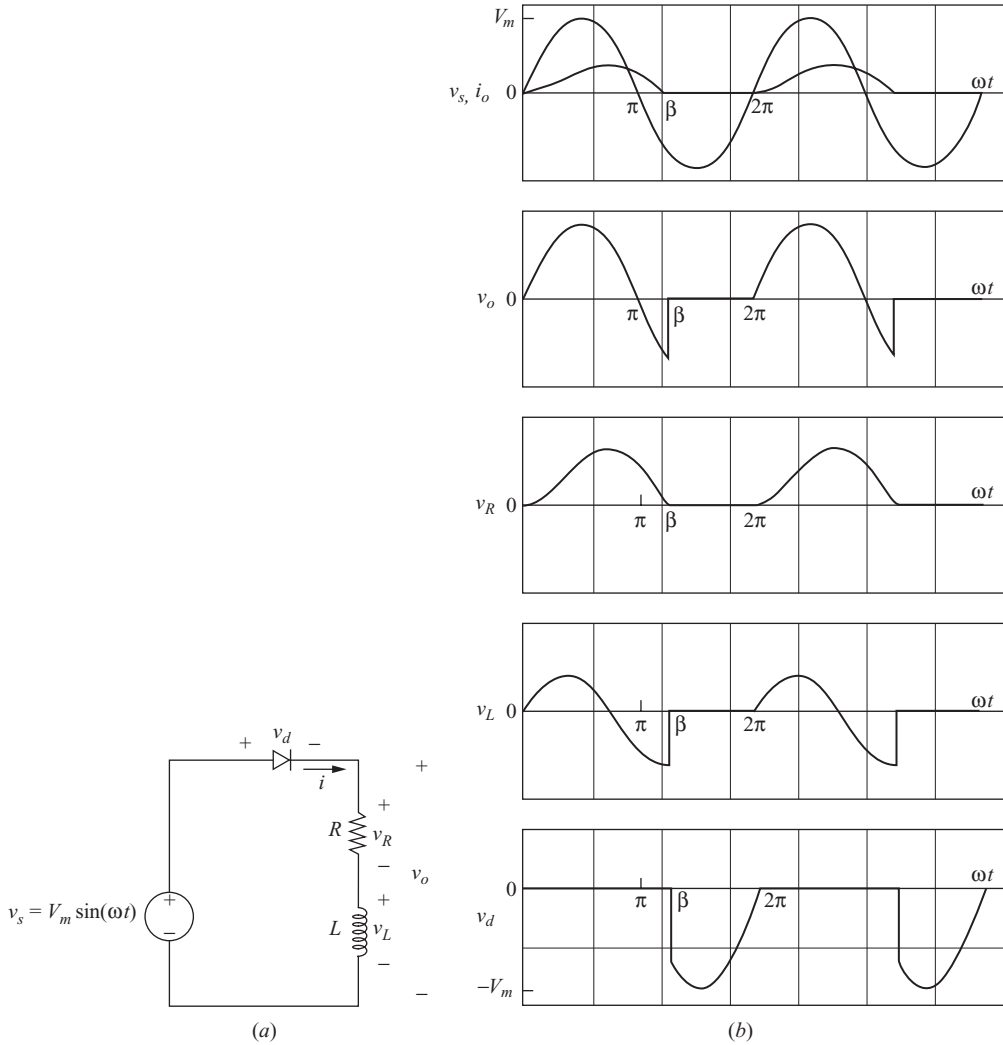 V_m
v_s, i_o 0 π β 2π ωt
v_o 0 π β 2π ωt
v_R 0 π β 2π ωt
v_L 0 π β 2π ωt
0 π β 2π ωt
v_d
−V_m
+ v_d −
i
+
R + v_R −
v_o
v_s = V_m sin(ωt)
+
−
L + v_L −
−
(a)
(b)